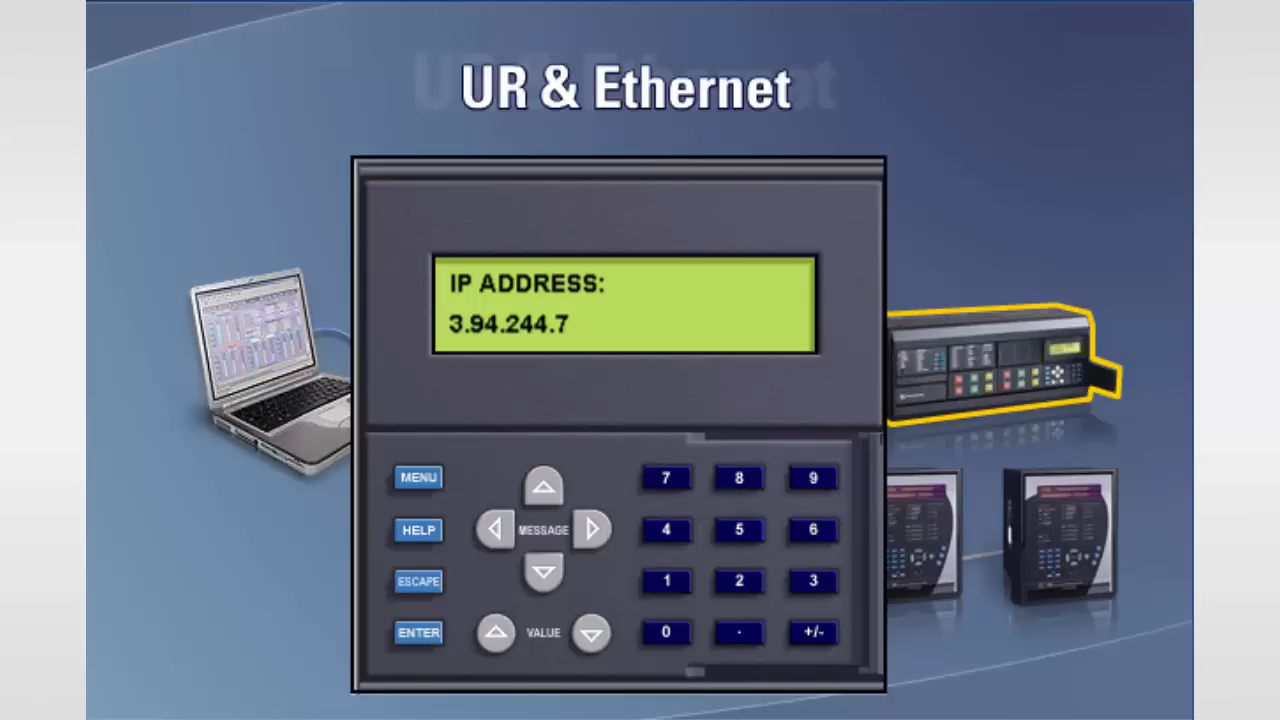 UR & Ethernet
IP ADDRESS:
3.94.244.7
MENU
7 8 9
HELP
MESSAGE
4 5 6
ESCAPE
1 2 3
ENTER
VALUE
0 . +/-